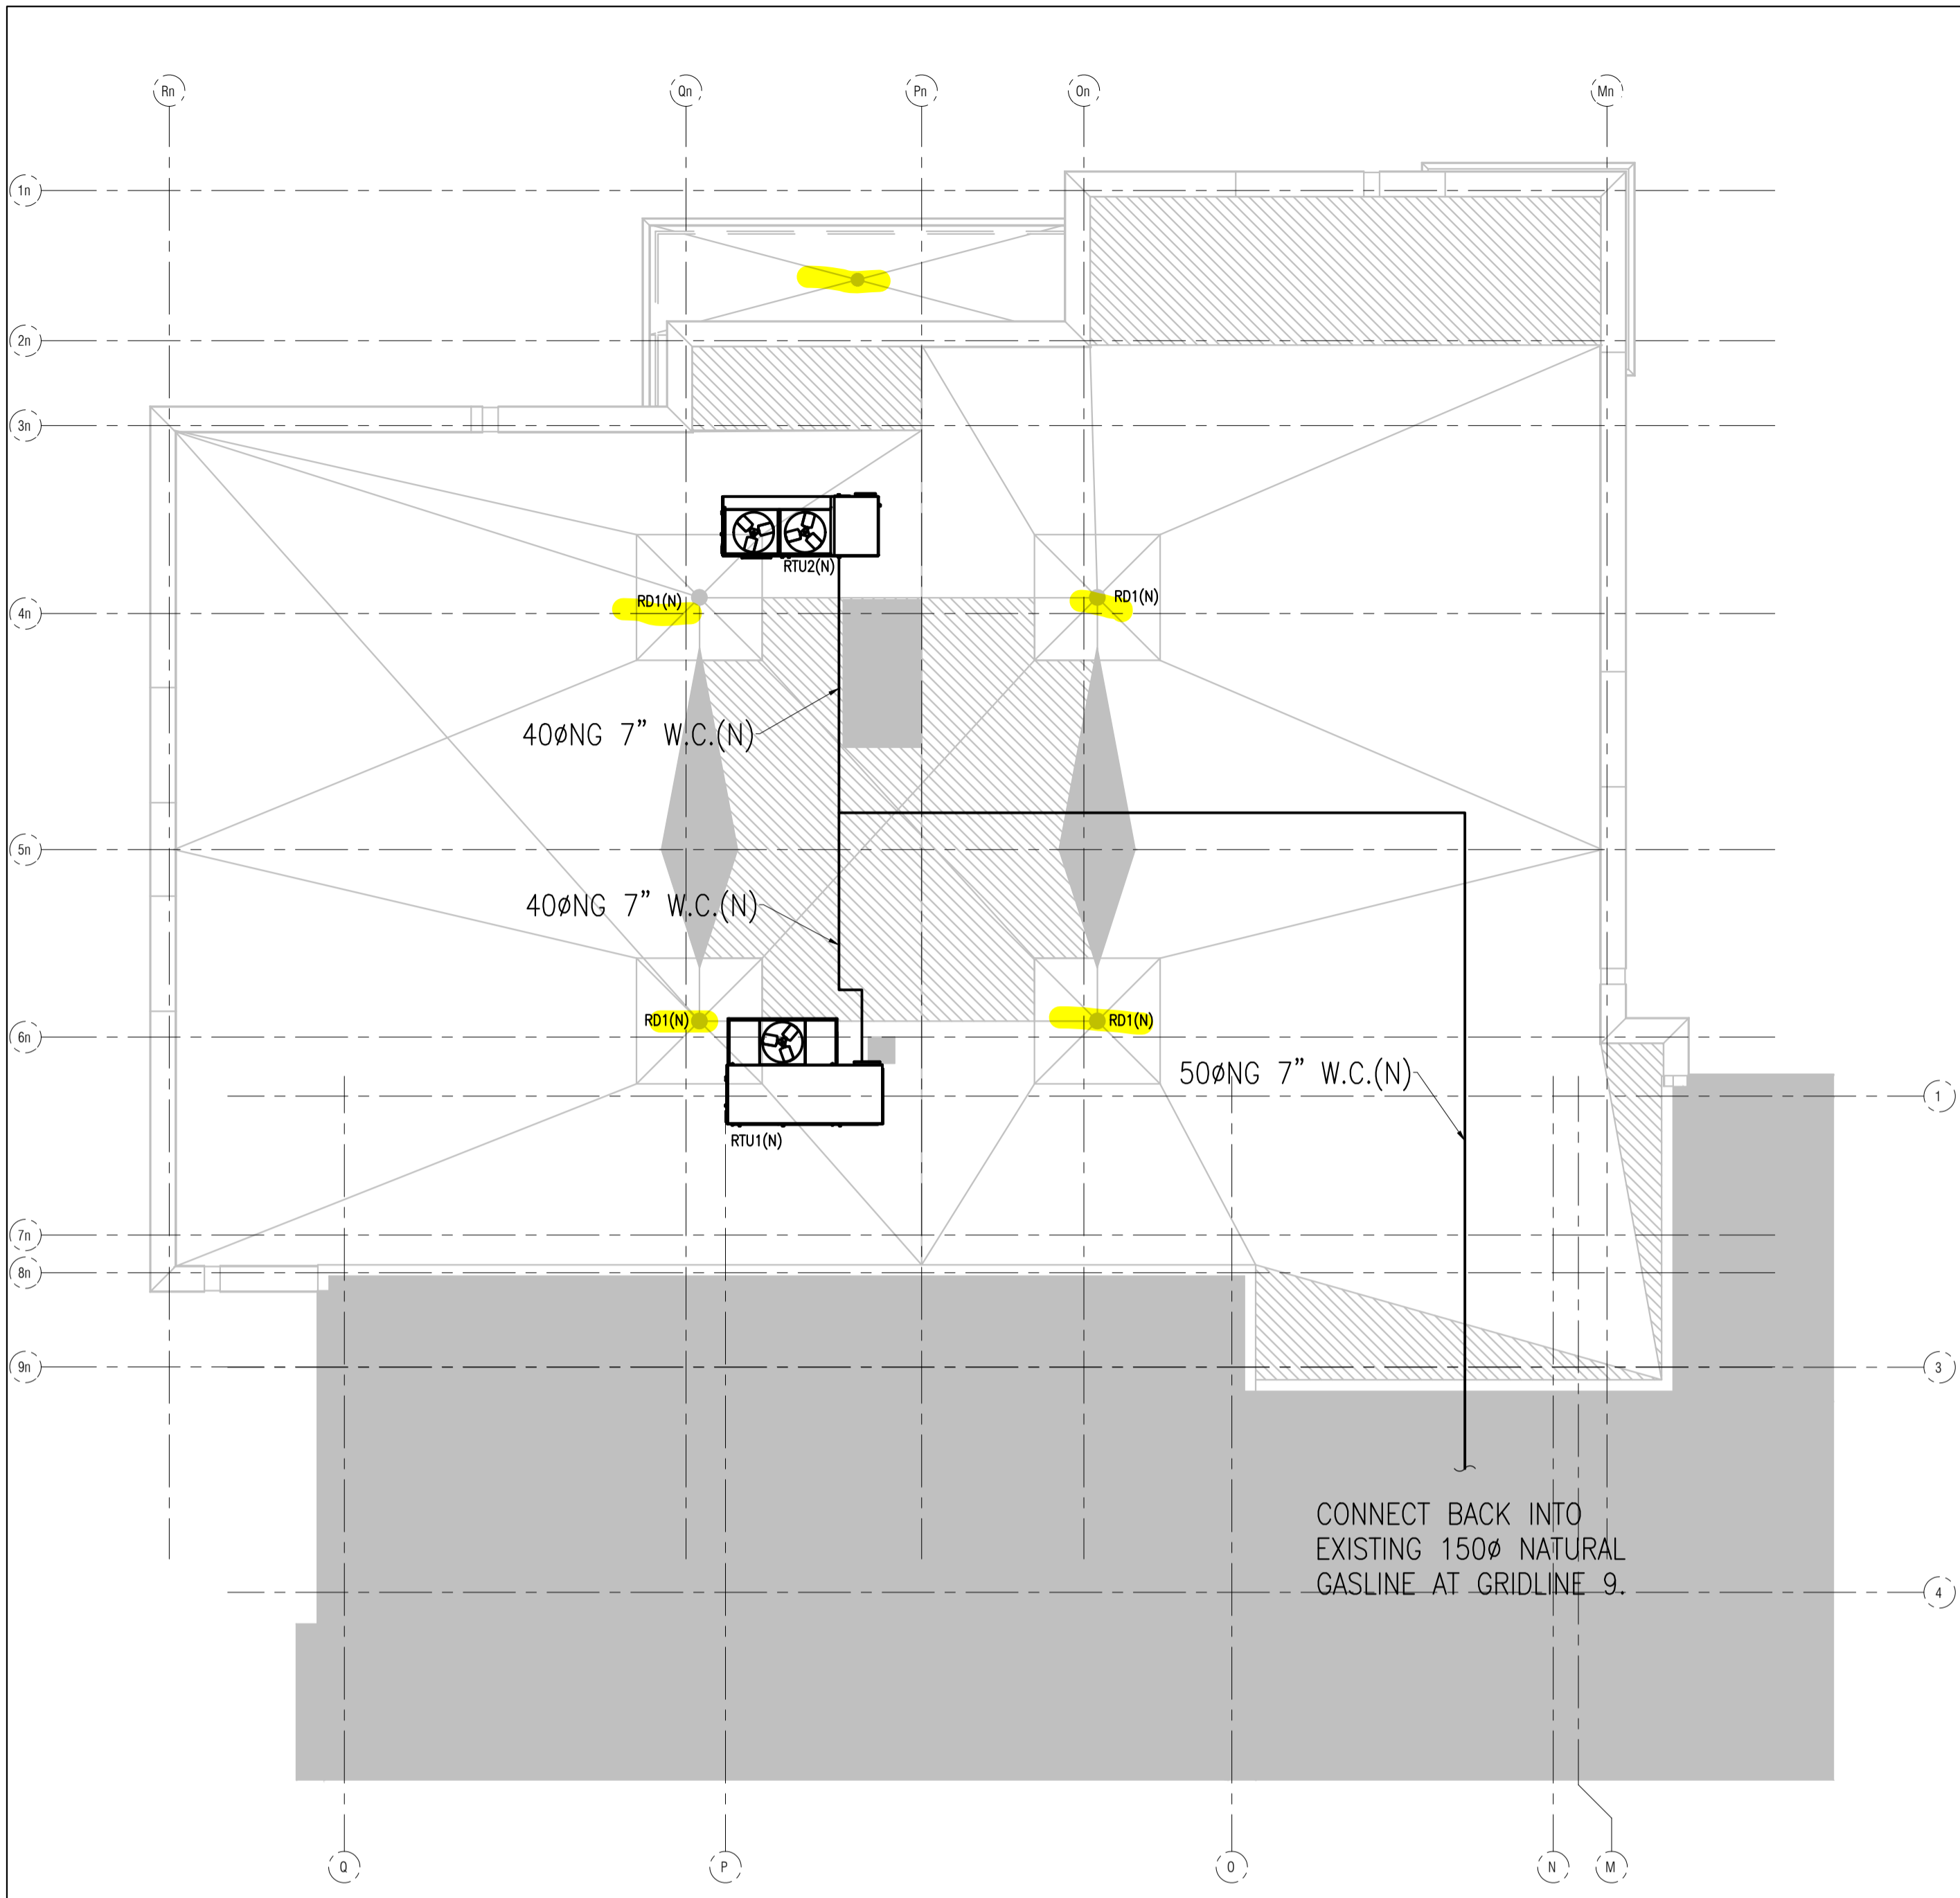 Rn
Qn
Pn
On
Mn
1n
2n
3n
RTU2(N)
RD1(N)
RD1(N)
4n
40øNG 7” W.C.(N)
5n
40øNG 7” W.C.(N)
RD1(N)
RD1(N)
6n
50øNG 7” W.C.(N)
1
RTU1(N)
7n
8n
9n
3
CONNECT BACK INTO
EXISTING 150ø NATURAL
GASLINE AT GRIDLINE 9.
4
Q
P
O
N
M